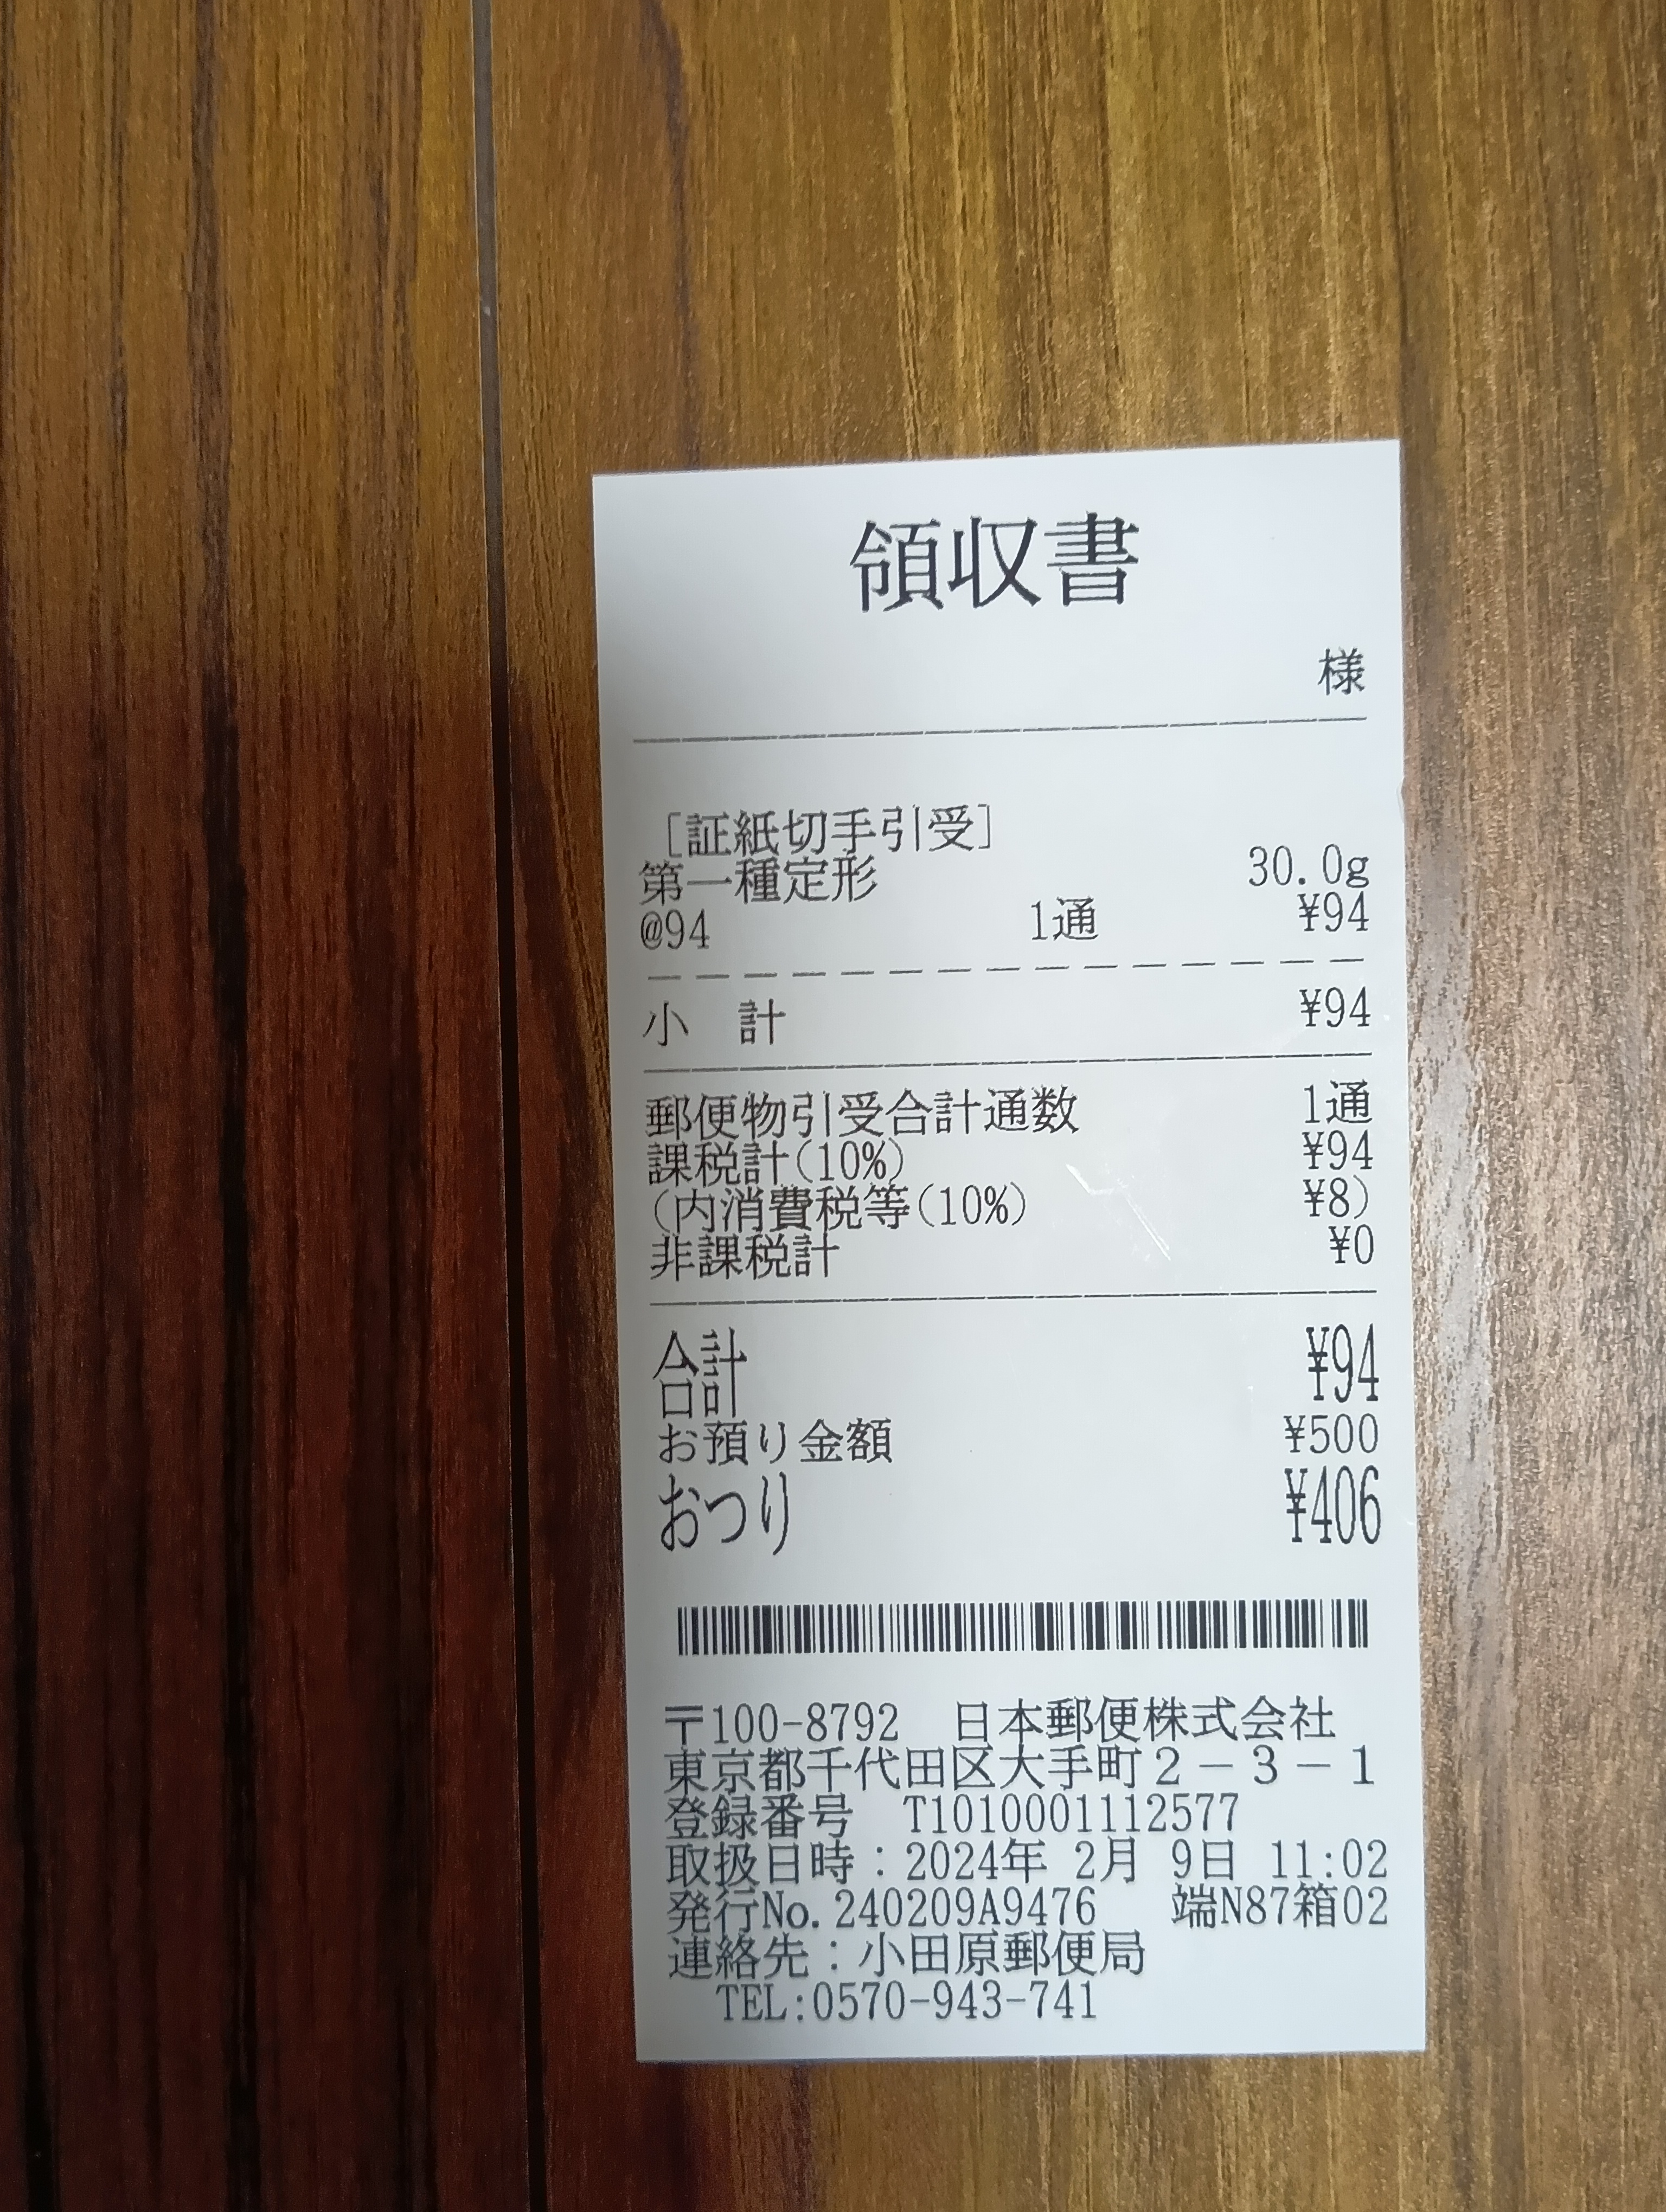 領収書
様
[証紙切手引受]
第一種定形 30.0g
@94 1通 ¥94
小 計 ¥94
郵便物引受合計通数 1通
課税計(10%) ¥94
(内消費税等(10%) ¥8)
非課税計 ¥0
合計 ¥94
お預り金額 ¥500
おつり ¥406
〒100-8792 日本郵便株式会社
東京都千代田区大手町2-3-1
登録番号 T1010001112577
取扱日時:2024年 2月 9日 11:02
発行No.240209A9476 端N87箱02
連絡先:小田原郵便局
TEL:0570-943-741